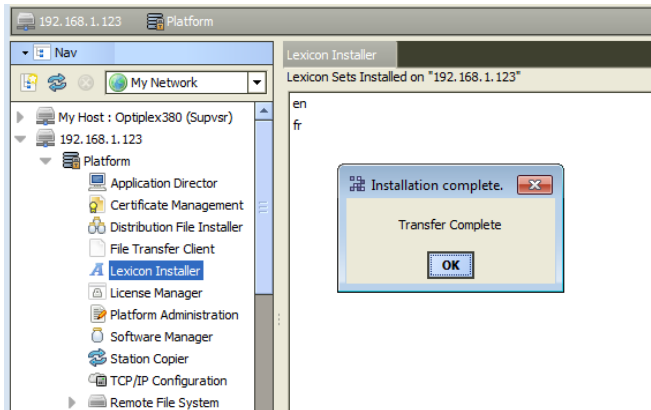 192.168.1.123 Platform
Nav
My Network
My Host : Optiplex380 (Supvsr)
192.168.1.123
Platform
Application Director
Certificate Management
Distribution File Installer
File Transfer Client
Lexicon Installer
License Manager
Platform Administration
Software Manager
Station Copier
TCP/IP Configuration
Remote File System
Lexicon Installer
Lexicon Sets Installed on "192.168.1.123"
en
fr
Installation complete.
Transfer Complete
OK